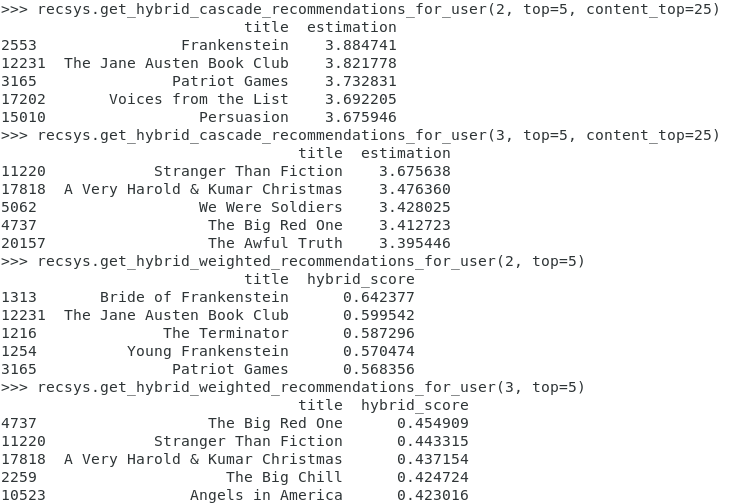 >>> recsys.get_hybrid_cascade_recommendations_for_user(2, top=5, content_top=25)
                           title  estimation
2553                Frankenstein    3.884741
12231  The Jane Austen Book Club    3.821778
3165               Patriot Games    3.732831
17202       Voices from the List    3.692205
15010                 Persuasion    3.675946
>>> recsys.get_hybrid_cascade_recommendations_for_user(3, top=5, content_top=25)
                                 title  estimation
11220            Stranger Than Fiction    3.675638
17818  A Very Harold & Kumar Christmas    3.476360
5062                  We Were Soldiers    3.428025
4737                   The Big Red One    3.412723
20157                  The Awful Truth    3.395446
>>> recsys.get_hybrid_weighted_recommendations_for_user(2, top=5)
                           title  hybrid_score
1313       Bride of Frankenstein      0.642377
12231  The Jane Austen Book Club      0.599542
1216              The Terminator      0.587296
1254          Young Frankenstein      0.570474
3165               Patriot Games      0.568356
>>> recsys.get_hybrid_weighted_recommendations_for_user(3, top=5)
                                 title  hybrid_score
4737                   The Big Red One      0.454909
11220            Stranger Than Fiction      0.443315
17818  A Very Harold & Kumar Christmas      0.437154
2259                     The Big Chill      0.424724
10523                Angels in America      0.423016